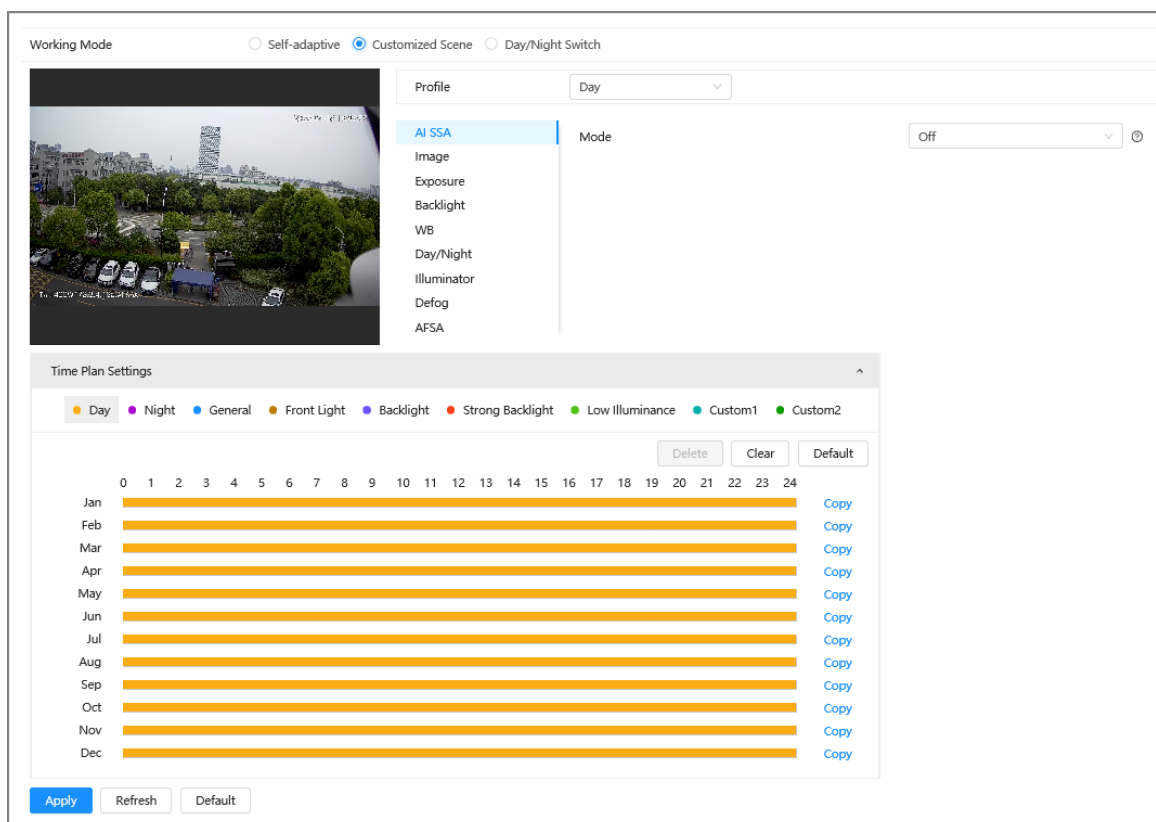 Working Mode Self-adaptive Customized Scene Day/Night Switch
Profile Day
AI SSA
Mode Off
Image
Exposure
Backlight
WB
Day/Night
Illuminator
Defog
AFSA
Time Plan Settings
Day Night General Front Light Backlight Strong Backlight Low Illuminance Custom1 Custom2
Delete Clear Default
0 1 2 3 4 5 6 7 8 9 10 11 12 13 14 15 16 17 18 19 20 21 22 23 24
Jan Copy
Feb Copy
Mar Copy
Apr Copy
May Copy
Jun Copy
Jul Copy
Aug Copy
Sep Copy
Oct Copy
Nov Copy
Dec Copy
Apply Refresh Default